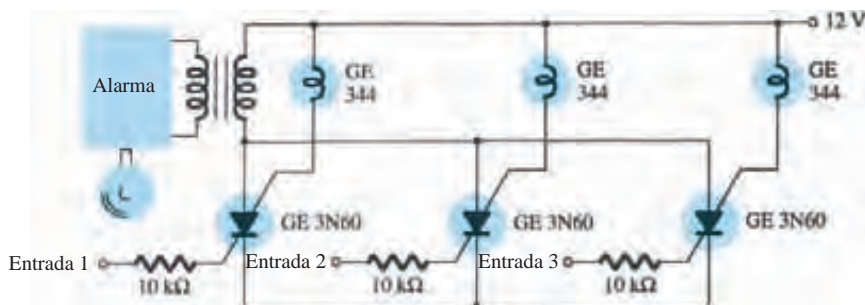 12 V
Alarma
GE
344
GE
344
GE
344
GE 3N60
GE 3N60
GE 3N60
Entrada 1
10 kΩ
Entrada 2
10 kΩ
Entrada 3
10 kΩ